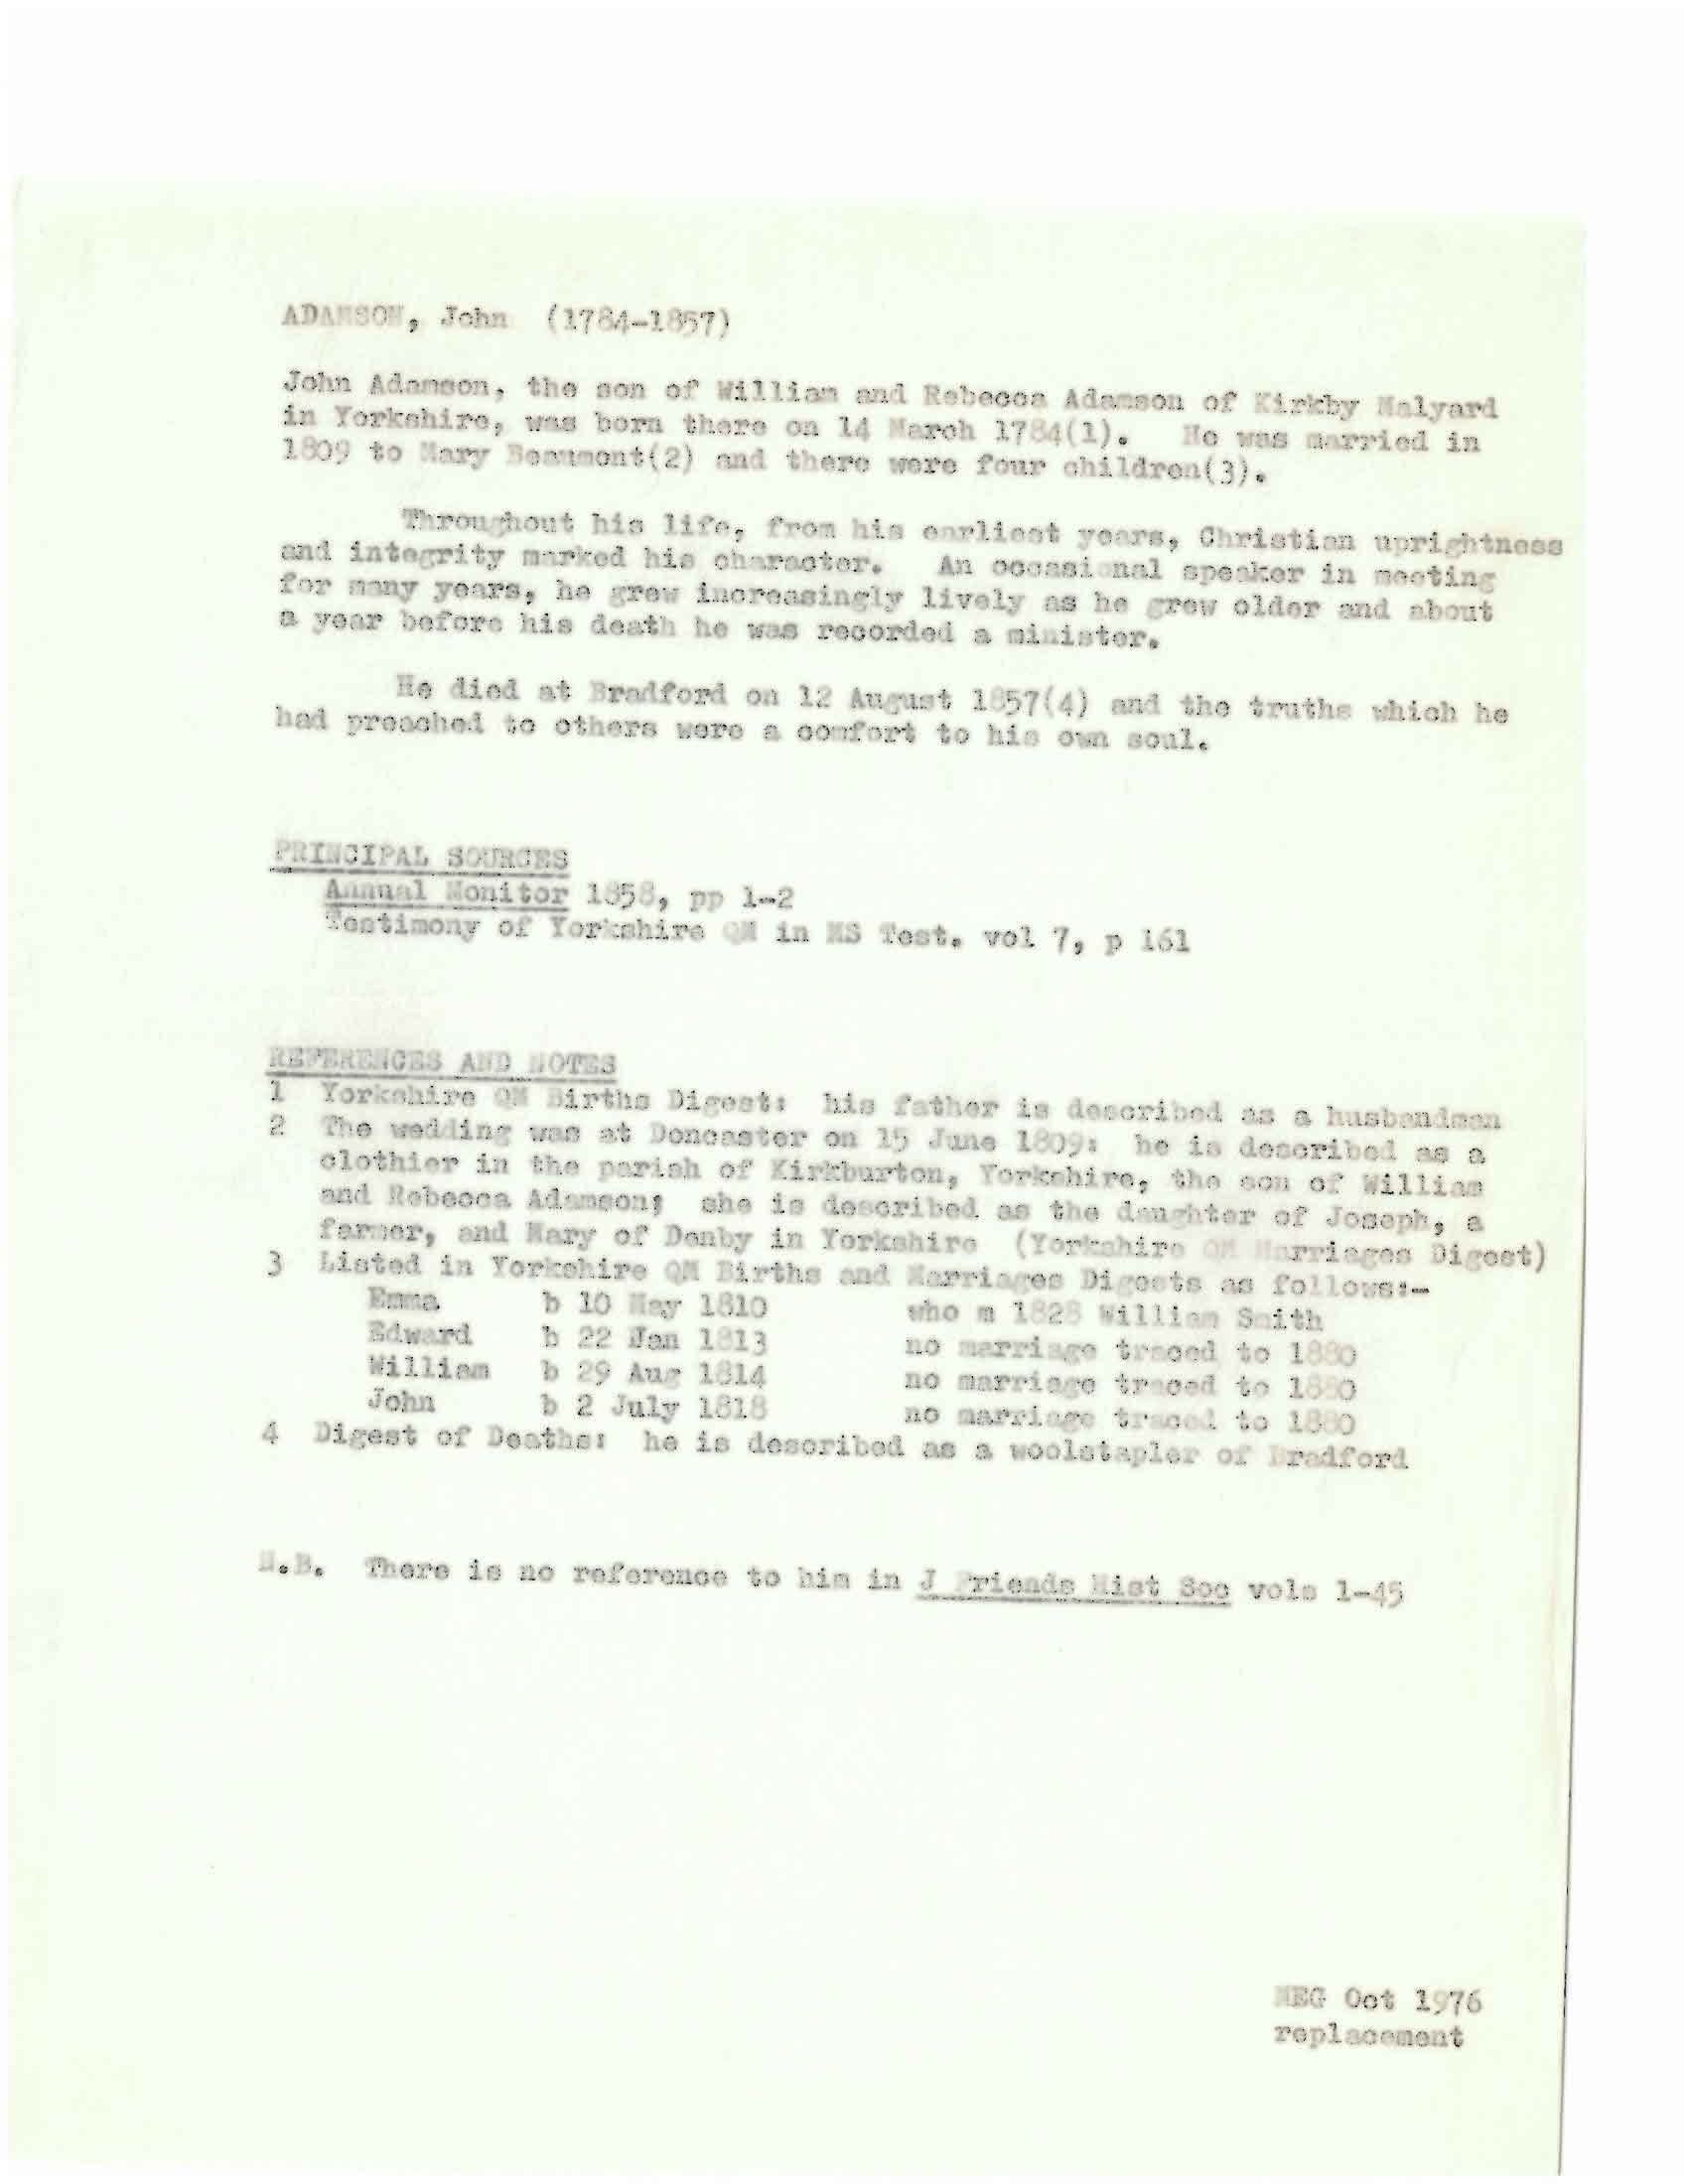 ADAMSON, John (1784-1857)
John Adamson, the son of William and Rebecca Adamson of Kirkby Malyard
in Yorkshire, was born there on 14 March 1784(1). He was married in
1809 to Mary Beaumont(2) and there were four children(3).
Throughout his life, from his earliest years, Christian uprightness
and integrity marked his character. An occasional speaker in meeting
for many years, he grew increasingly lively as he grew older and about
a year before his death he was recorded a minister.
He died at Bradford on 12 August 1857(4) and the truths which he
had preached to others were a comfort to his own soul.
PRINCIPAL SOURCES
Annual Monitor 1858, pp 1-2
Testimony of Yorkshire QM in MS Test. vol 7, p 161
REFERENCES AND NOTES
1 Yorkshire QM Births Digest: his father is described as a husbandman
2 The wedding was at Doncaster on 15 June 1809: he is described as a
clothier in the parish of Kirkburton, Yorkshire, the son of William
and Rebecca Adamson; she is described as the daughter of Joseph, a
farmer, and Mary of Denby in Yorkshire (Yorkshire QM Marriages Digest)
3 Listed in Yorkshire QM Births and Marriages Digests as follows:-
Emma b 10 May 1810 who m 1828 William Smith
Edward b 22 Jan 1813 no marriage traced to 1880
William b 29 Aug 1814 no marriage traced to 1880
John b 2 July 1818 no marriage traced to 1880
4 Digest of Deaths: he is described as a woolstapler of Bradford
N.B. There is no reference to him in J Friends Hist Soc vols 1-45
MEG Oct 1976
replacement